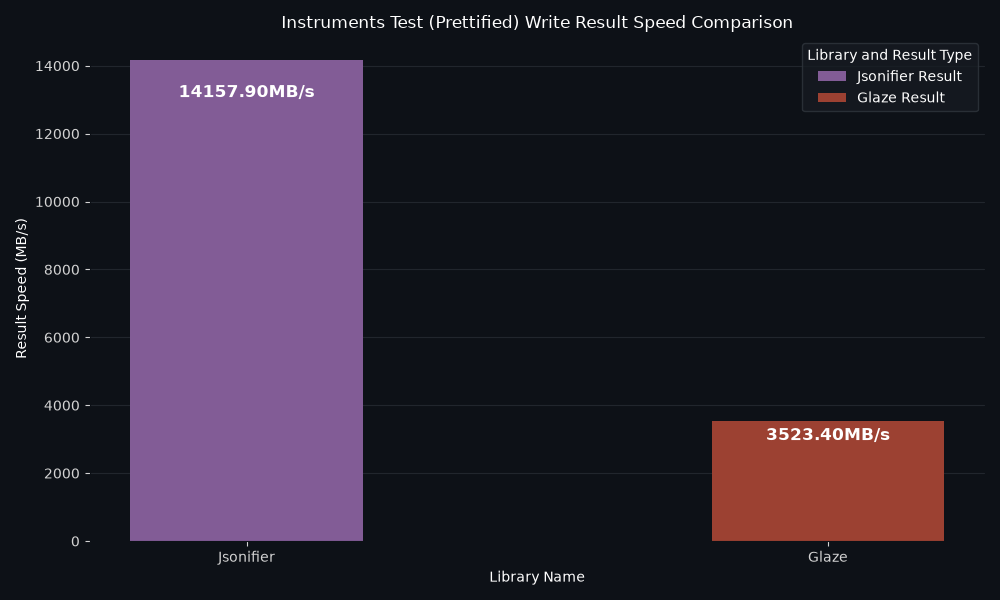 Instruments Test (Prettified) Write Result Speed Comparison
Library and Result Type
Jsonifier Result
Glaze Result
14000
12000
10000
8000
6000
4000
2000
0
Result Speed (MB/s)
14157.90MB/s
3523.40MB/s
Jsonifier
Glaze
Library Name